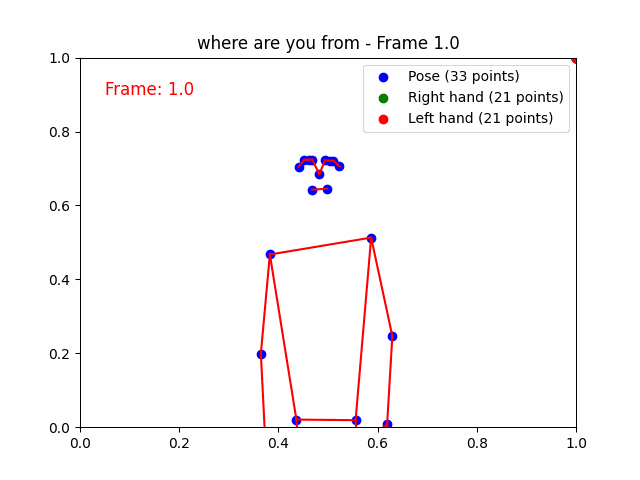 where are you from - Frame 1.0
Frame: 1.0
Pose (33 points)
Right hand (21 points)
Left hand (21 points)
1.0
0.8
0.6
0.4
0.2
0.0
0.0 0.2 0.4 0.6 0.8 1.0